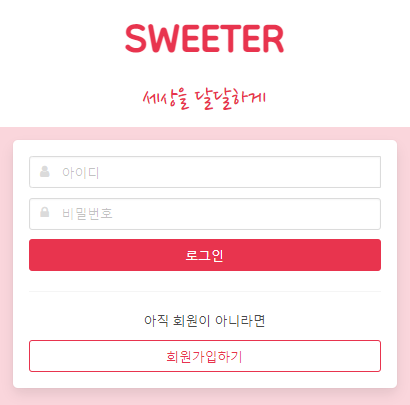 SWEETER
세상을 달달하게
아이디
비밀번호
로그인
아직 회원이 아니라면
회원가입하기